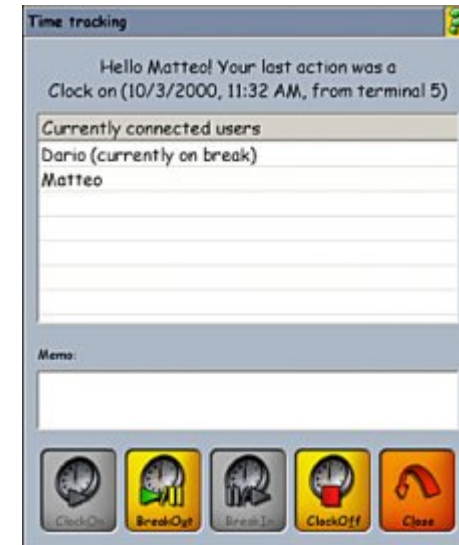 Time tracking
Hello Matteo! Your last action was a
Clock on (10/3/2000, 11:32 AM, from terminal 5)
Currently connected users
Dario (currently on break)
Matteo
Memo:
ClockOn
BreakOut
BreakIn
ClockOff
Close